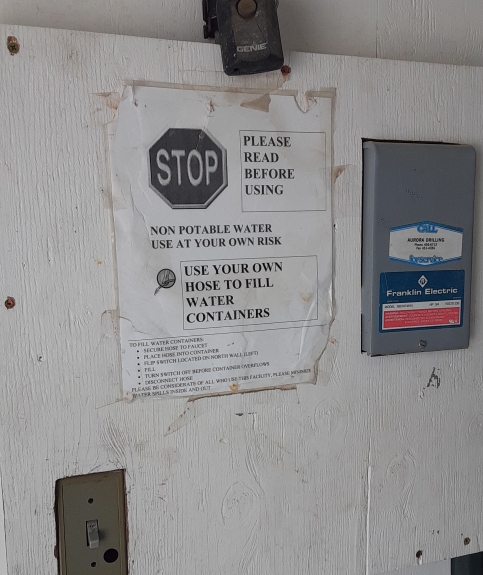 GENIE
STOP
PLEASE
READ
BEFORE
USING
NON POTABLE WATER
USE AT YOUR OWN RISK
USE YOUR OWN
HOSE TO FILL
WATER
CONTAINERS
TO FILL WATER CONTAINERS:
• SECURE HOSE TO FAUCET
• PLACE HOSE INTO CONTAINER
• FLIP SWITCH LOCATED ON NORTH WALL (LEFT)
• FILL
• TURN SWITCH OFF BEFORE CONTAINER OVERFLOWS
• DISCONNECT HOSE
PLEASE BE CONSIDERATE OF ALL WHO USE THIS FACILITY, PLEASE
WATER SPILLS INSIDE AND OUT
CALL
AURORA DRILLING
Franklin Electric